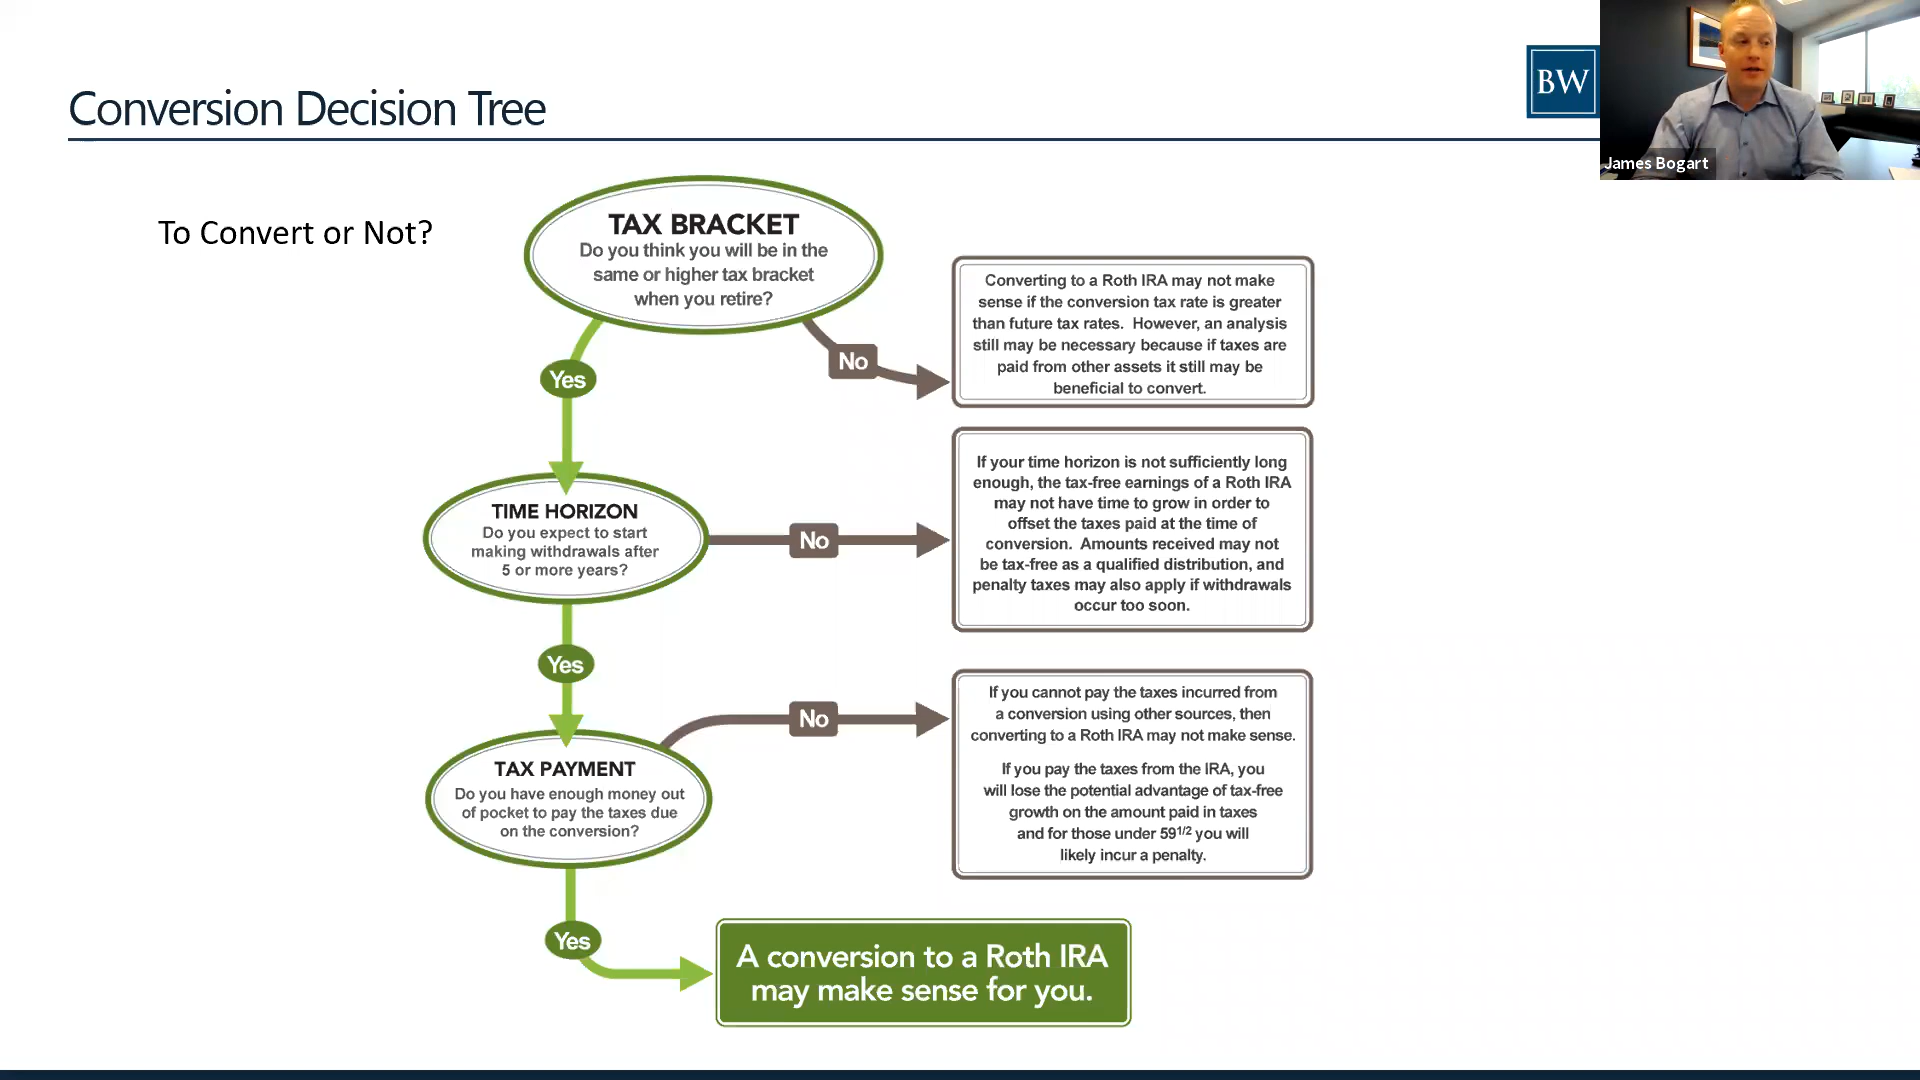 Conversion Decision Tree
BW
James Bogart
To Convert or Not?
TAX BRACKET
Do you think you will be in the
same or higher tax bracket
when you retire?
Yes
No
Converting to a Roth IRA may not make
sense if the conversion tax rate is greater
than future tax rates. However, an analysis
still may be necessary because if taxes are
paid from other assets it still may be
beneficial to convert.
TIME HORIZON
Do you expect to start
making withdrawals after
5 or more years?
No
If your time horizon is not sufficiently long
enough, the tax-free earnings of a Roth IRA
may not have time to grow in order to
offset the taxes paid at the time of
conversion. Amounts received may not
be tax-free as a qualified distribution, and
penalty taxes may also apply if withdrawals
occur too soon.
Yes
TAX PAYMENT
Do you have enough money out
of pocket to pay the taxes due
on the conversion?
No
If you cannot pay the taxes incurred from
a conversion using other sources, then
converting to a Roth IRA may not make sense.
If you pay the taxes from the IRA, you
will lose the potential advantage of tax-free
growth on the amount paid in taxes
and for those under 59 1/2 you will
likely incur a penalty.
Yes
A conversion to a Roth IRA
may make sense for you.